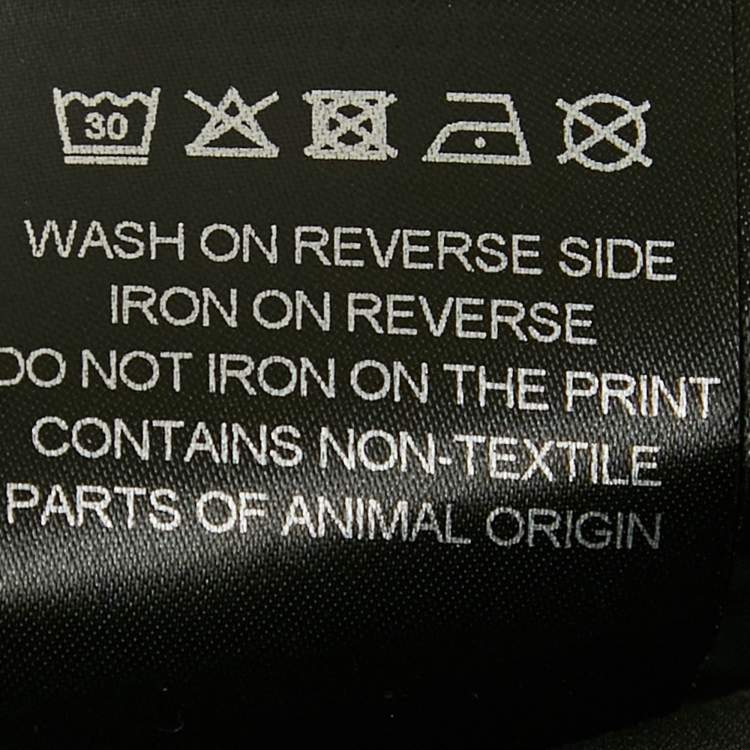 30
WASH ON REVERSE SIDE
IRON ON REVERSE
DO NOT IRON ON THE PRINT
CONTAINS NON-TEXTILE
PARTS OF ANIMAL ORIGIN